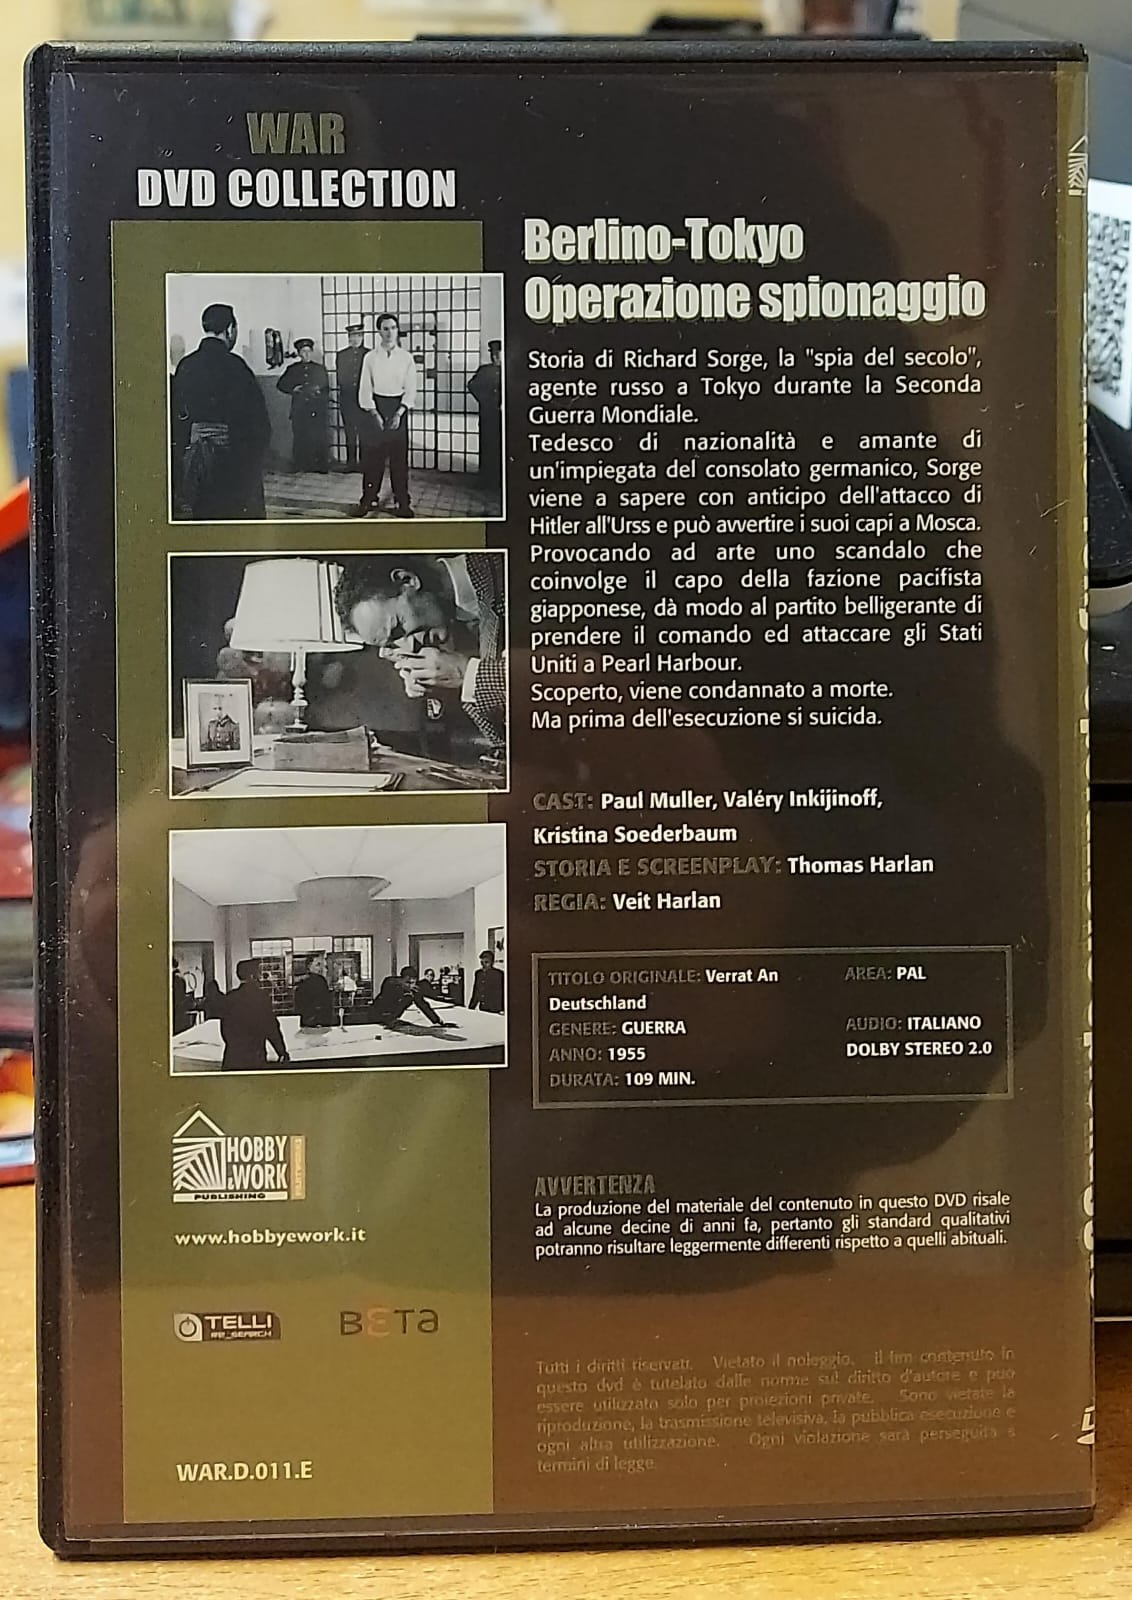 WAR
DVD COLLECTION
Berlino-Tokyo
Operazione spionaggio
Storia di Richard Sorge, la "spia del secolo",
agente russo a Tokyo durante la Seconda
Guerra Mondiale.
Tedesco di nazionalità e amante di
un'impiegata del consolato germanico, Sorge
viene a sapere con anticipo dell'attacco di
Hitler all'Urss e può avvertire i suoi capi a Mosca.
Provocando ad arte uno scandalo che
coinvolge il capo della fazione pacifista
giapponese, dà modo al partito belligerante di
prendere il comando ed attaccare gli Stati
Uniti a Pearl Harbour.
Scoperto, viene condannato a morte.
Ma prima dell'esecuzione si suicida.
CAST: Paul Muller, Valéry Inkijinoff,
Kristina Soederbaum
STORIA E SCREENPLAY: Thomas Harlan
REGIA: Veit Harlan
TITOLO ORIGINALE: Verrat An
Deutschland
GENERE: GUERRA
ANNO: 1955
DURATA: 109 MIN.
AREA: PAL
AUDIO: ITALIANO
DOLBY STEREO 2.0
HOBBY
&WORK
PUBLISHING
www.hobbyework.it
AVVERTENZA
La produzione del materiale del contenuto in questo DVD risale
ad alcune decine di anni fa, pertanto gli standard qualitativi
potranno risultare leggermente differenti rispetto a quelli abituali.
TELLI
RE_SEARCH
BETa
Tutti i diritti riservati. Vietato il noleggio. Il fim contenuto in
questo dvd è tutelato dalle norme sul diritto d'autore e può
essere utilizzato solo per proiezioni private. Sono vietate la
riproduzione, la trasmissione televisiva, la pubblica esecuzione e
ogni altra utilizzazione. Ogni violazione sarà perseguita a
termini di legge.
WAR.D.011.E